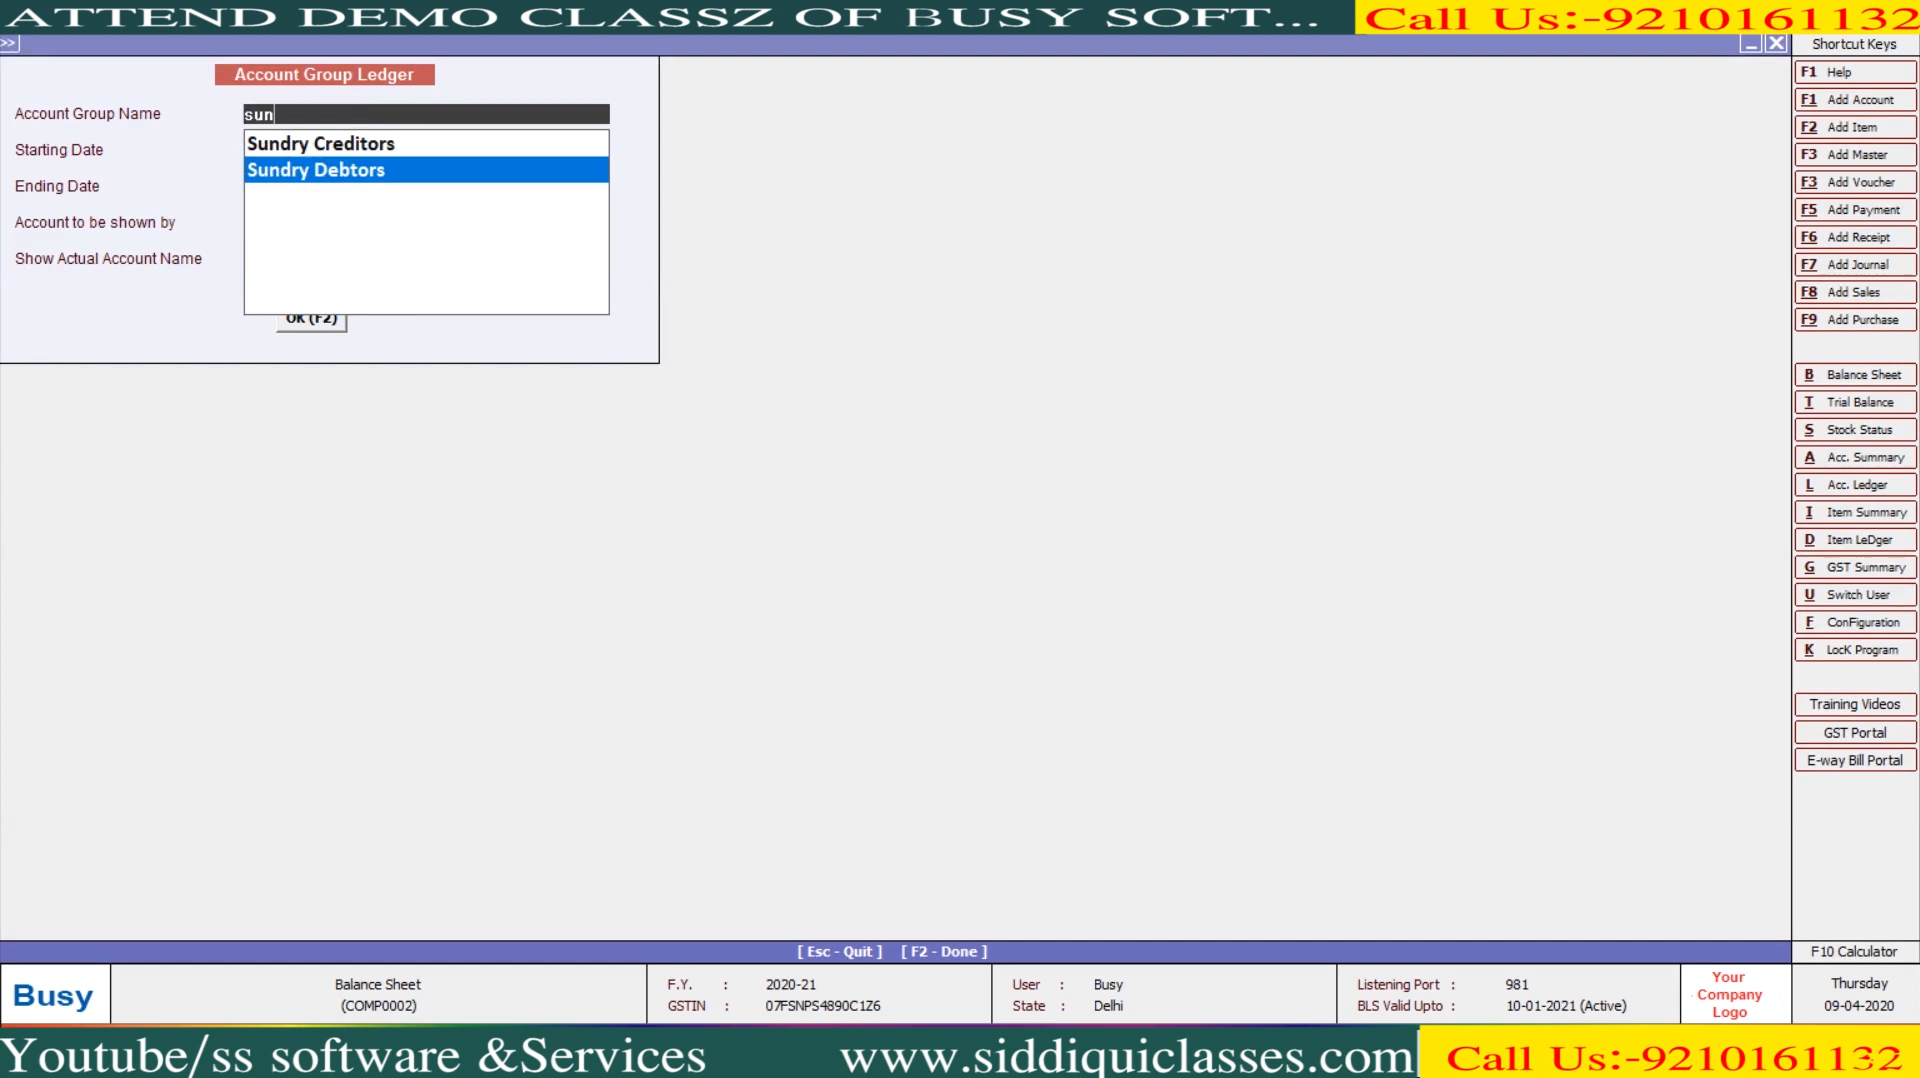 ATTEND DEMO CLASSZ OF BUSY SOFT... Call Us:-9210161132
>>
Shortcut Keys
Account Group Ledger
Account Group Name sun
Sundry Creditors
Sundry Debtors
Starting Date
Ending Date
Account to be shown by
Show Actual Account Name
OK (F2)
F1 Help
F1 Add Account
F2 Add Item
F3 Add Master
F3 Add Voucher
F5 Add Payment
F6 Add Receipt
F7 Add Journal
F8 Add Sales
F9 Add Purchase
B Balance Sheet
T Trial Balance
S Stock Status
A Acc. Summary
L Acc. Ledger
I Item Summary
D Item LeDger
G GST Summary
U Switch User
F ConFiguration
K LocK Program
Training Videos
GST Portal
E-way Bill Portal
[ Esc - Quit ] [ F2 - Done ]
F10 Calculator
Busy
Balance Sheet
(COMP0002)
F.Y. : 2020-21
GSTIN : 07FSNPS4890C1Z6
User : Busy
State : Delhi
Listening Port : 981
BLS Valid Upto : 10-01-2021 (Active)
Your
Company
Logo
Thursday
09-04-2020
Youtube/ss software &Services www.siddiquiclasses.com Call Us:-9210161132